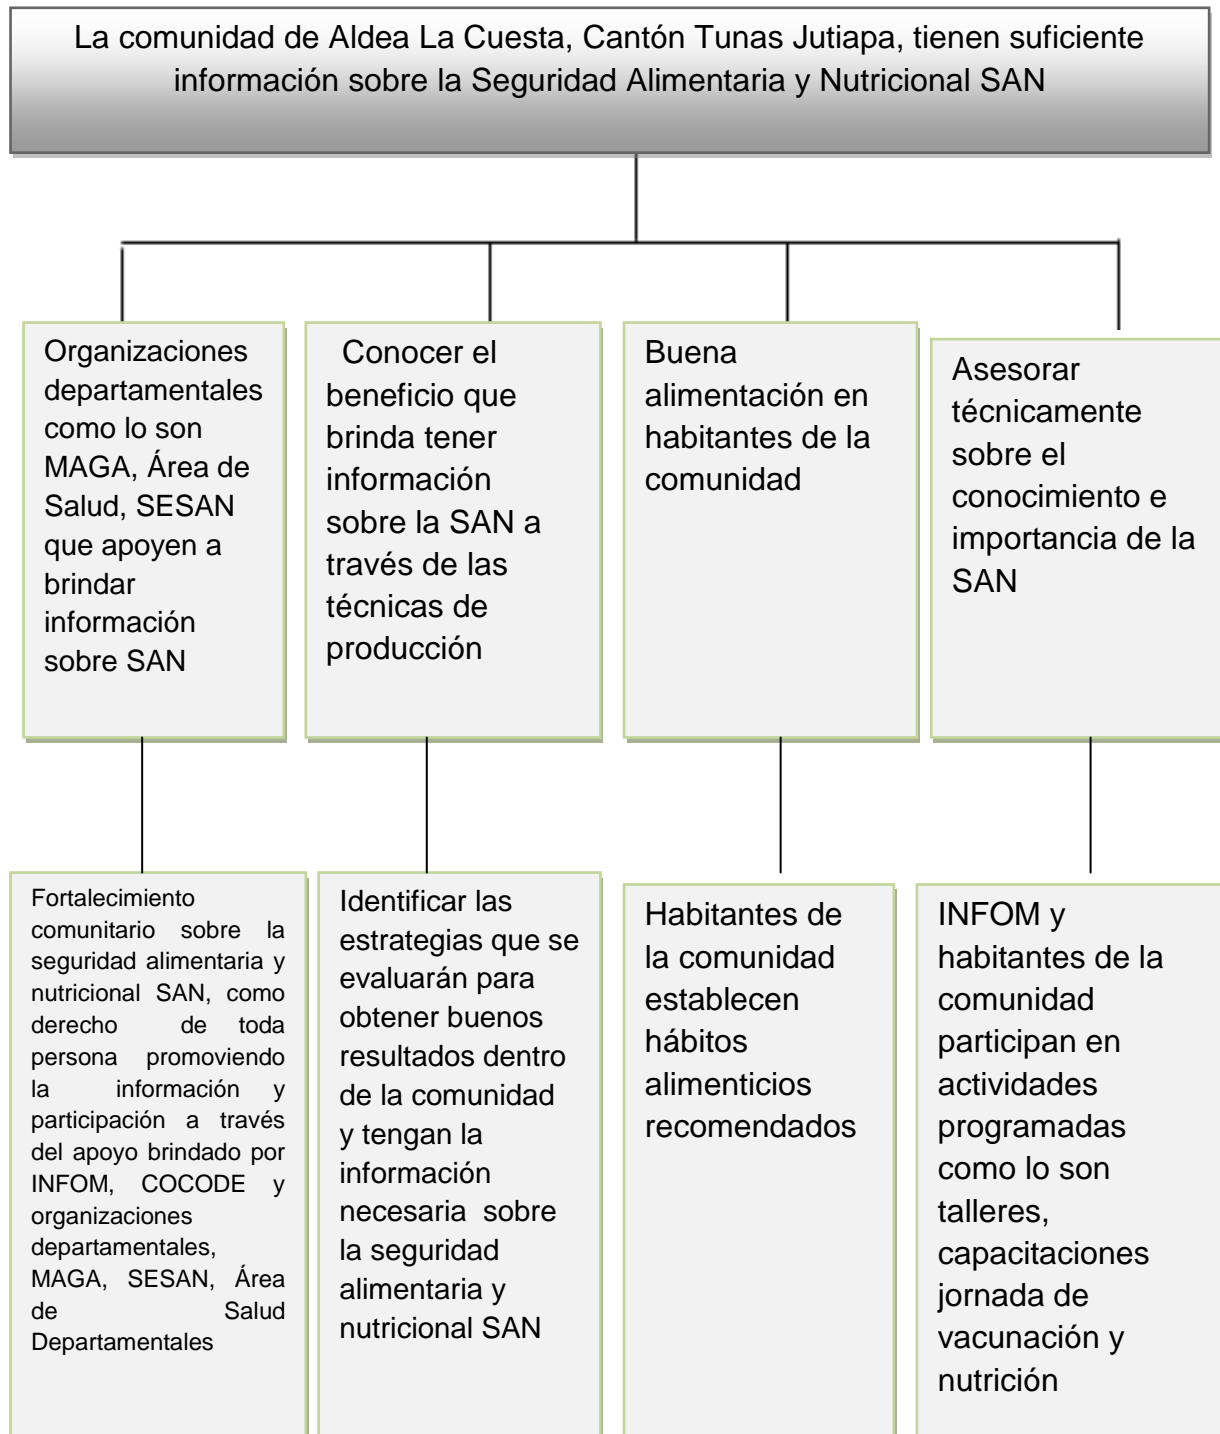 La comunidad de Aldea La Cuesta, Cantón Tunas Jutiapa, tienen suficiente
información sobre la Seguridad Alimentaria y Nutricional SAN
Organizaciones
departamentales
como lo son
MAGA, Área de
Salud, SESAN
que apoyen a
brindar
información
sobre SAN
Conocer el
beneficio que
brinda tener
información
sobre la SAN a
través de las
técnicas de
producción
Buena
alimentación en
habitantes de la
comunidad
Asesorar
técnicamente
sobre el
conocimiento e
importancia de la
SAN
Fortalecimiento
comunitario sobre la
seguridad alimentaria y
nutricional SAN, como
derecho de toda
persona promoviendo
la información y
participación a través
del apoyo brindado por
INFOM, COCODE y
organizaciones
departamentales,
MAGA, SESAN, Área
de Salud
Departamentales
Identificar las
estrategias que se
evaluarán para
obtener buenos
resultados dentro
de la comunidad
y tengan la
información
necesaria sobre
la seguridad
alimentaria y
nutricional SAN
Habitantes de
la comunidad
establecen
hábitos
alimenticios
recomendados
INFOM y
habitantes de la
comunidad
participan en
actividades
programadas
como lo son
talleres,
capacitaciones
jornada de
vacunación y
nutrición